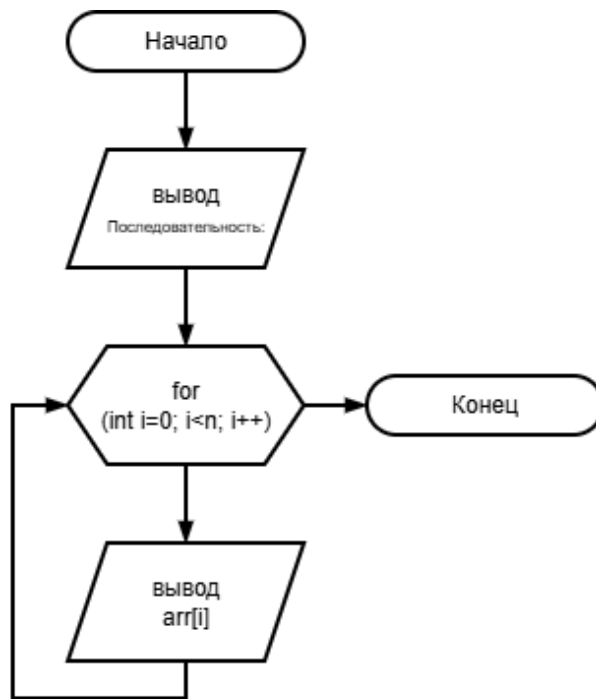 Начало
вывод
Последовательность:
for
(int i=0; i<n; i++)
Конец
вывод
arr[i]